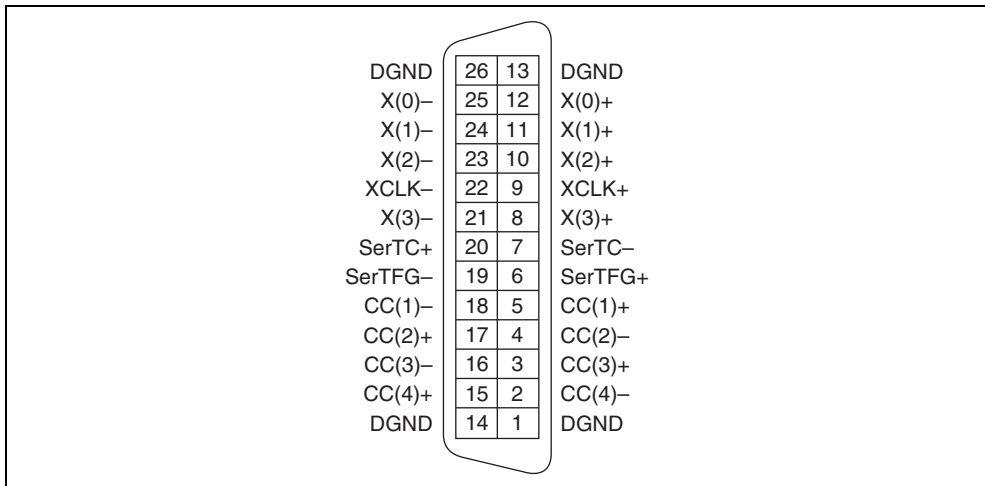 DGND 26 13 DGND
X(0)– 25 12 X(0)+
X(1)– 24 11 X(1)+
X(2)– 23 10 X(2)+
XCLK– 22 9 XCLK+
X(3)– 21 8 X(3)+
SerTC+ 20 7 SerTC–
SerTFG– 19 6 SerTFG+
CC(1)– 18 5 CC(1)+
CC(2)+ 17 4 CC(2)–
CC(3)– 16 3 CC(3)+
CC(4)+ 15 2 CC(4)–
DGND 14 1 DGND